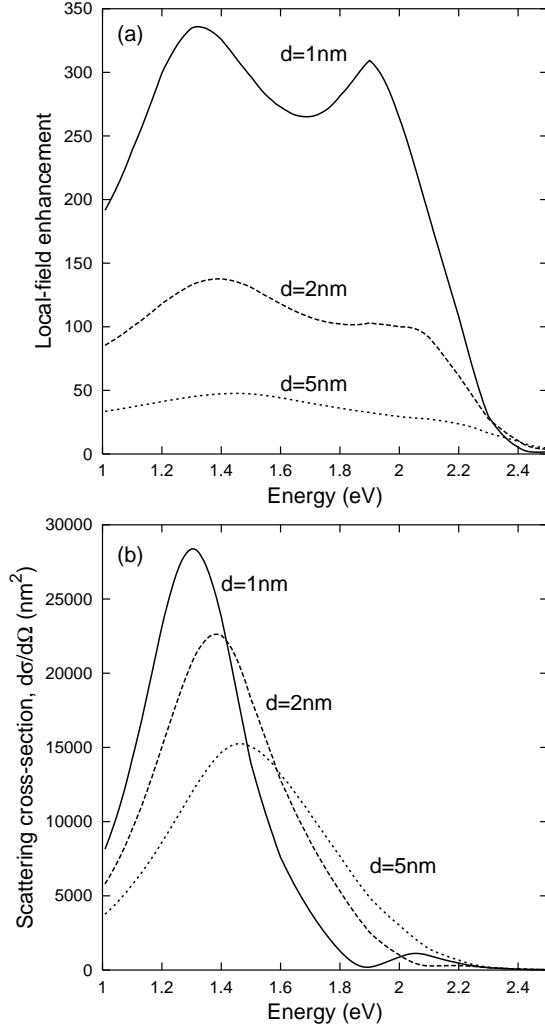 (a)
350
300
250
200
150
100
50
0
Local-field enhancement
d=1nm
d=2nm
d=5nm
1 1.2 1.4 1.6 1.8 2 2.2 2.4
Energy (eV)
(b)
30000
25000
20000
15000
10000
5000
0
Scattering cross-section, dσ/dΩ (nm²)
d=1nm
d=2nm
d=5nm
1 1.2 1.4 1.6 1.8 2 2.2 2.4
Energy (eV)